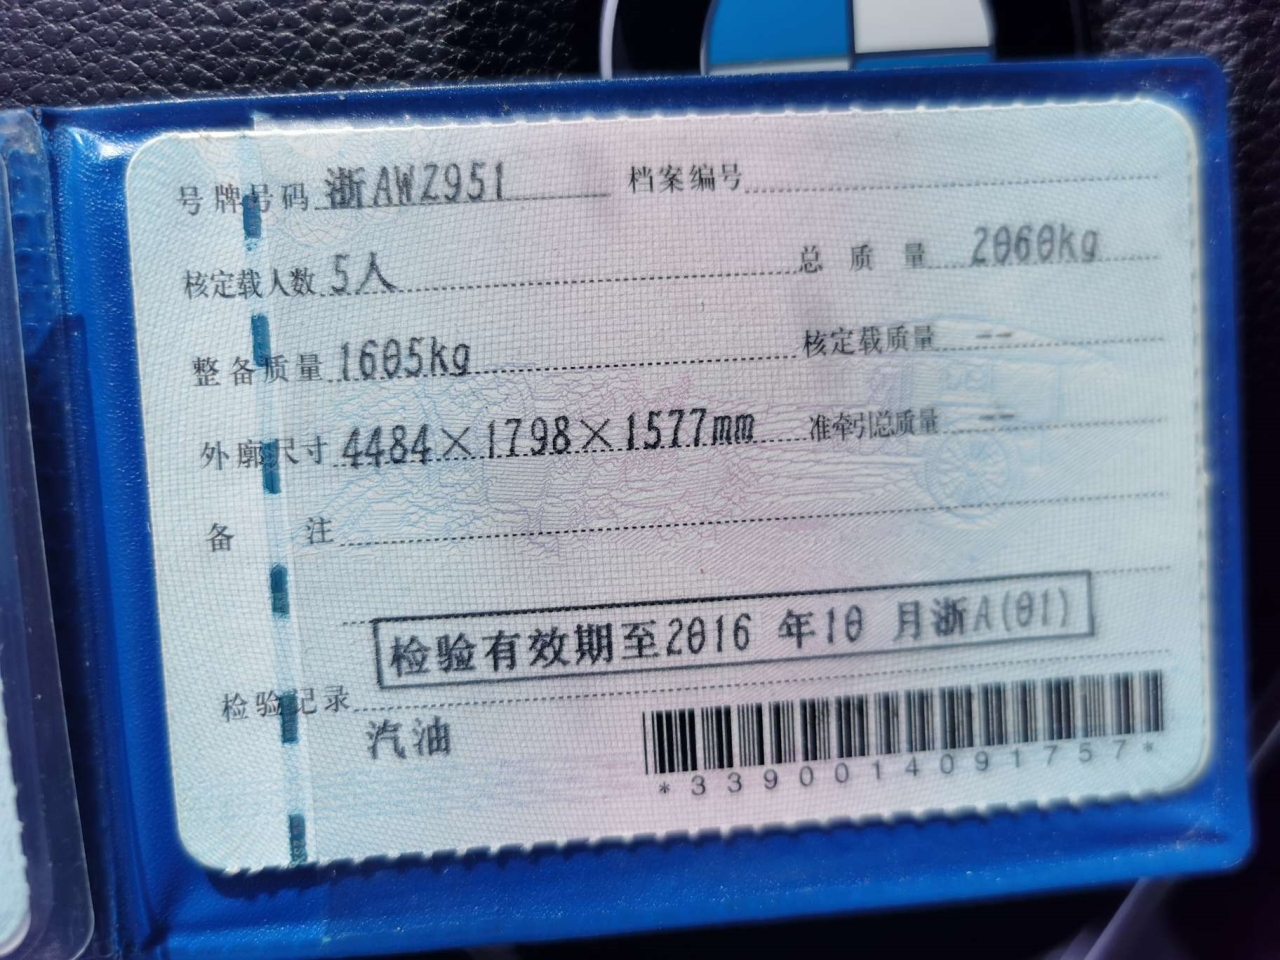 号牌号码 浙AWZ951 档案编号
核定载人数 5人 总质量 2060kg
整备质量 1605kg 核定载质量 --
外廓尺寸 4484×1798×1577mm 准牵引总质量 --
备注
检验有效期至2016 年10 月浙A(01)
检验记录
汽油
*3390014091757*